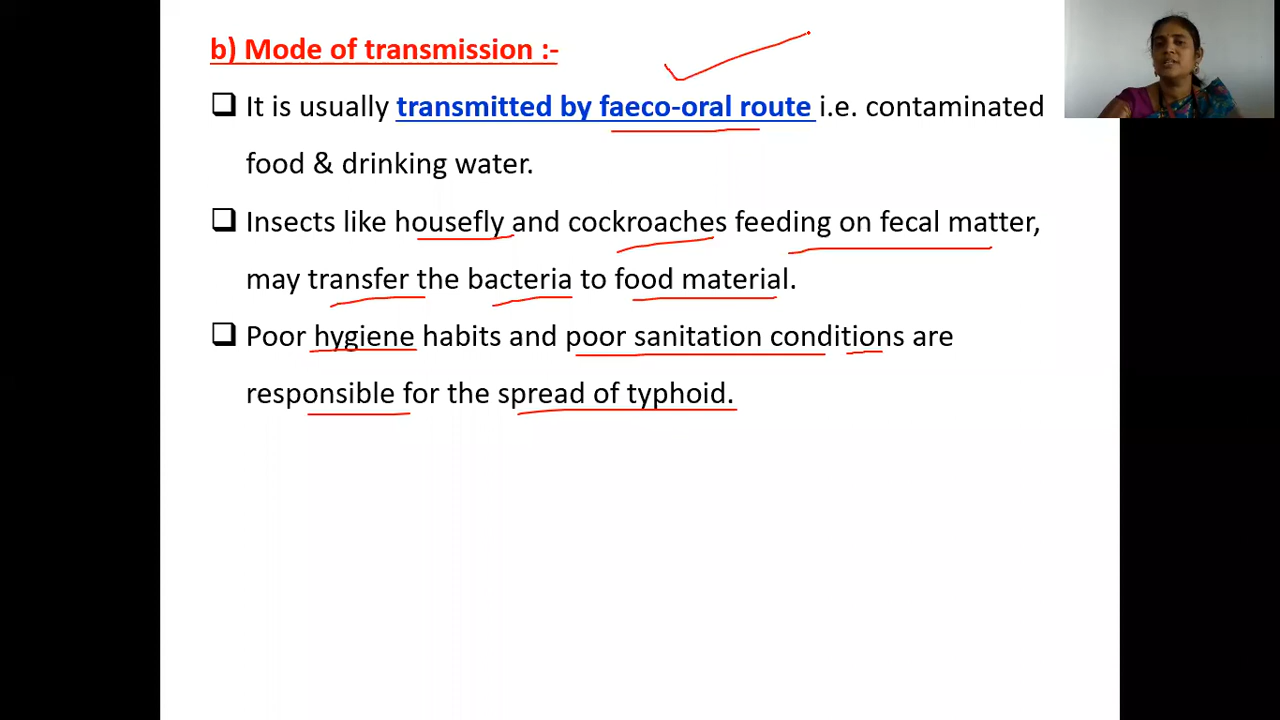 b) Mode of transmission :-
❑ It is usually transmitted by faeco-oral route i.e. contaminated
food & drinking water.
❑ Insects like housefly and cockroaches feeding on fecal matter,
may transfer the bacteria to food material.
❑ Poor hygiene habits and poor sanitation conditions are
responsible for the spread of typhoid.